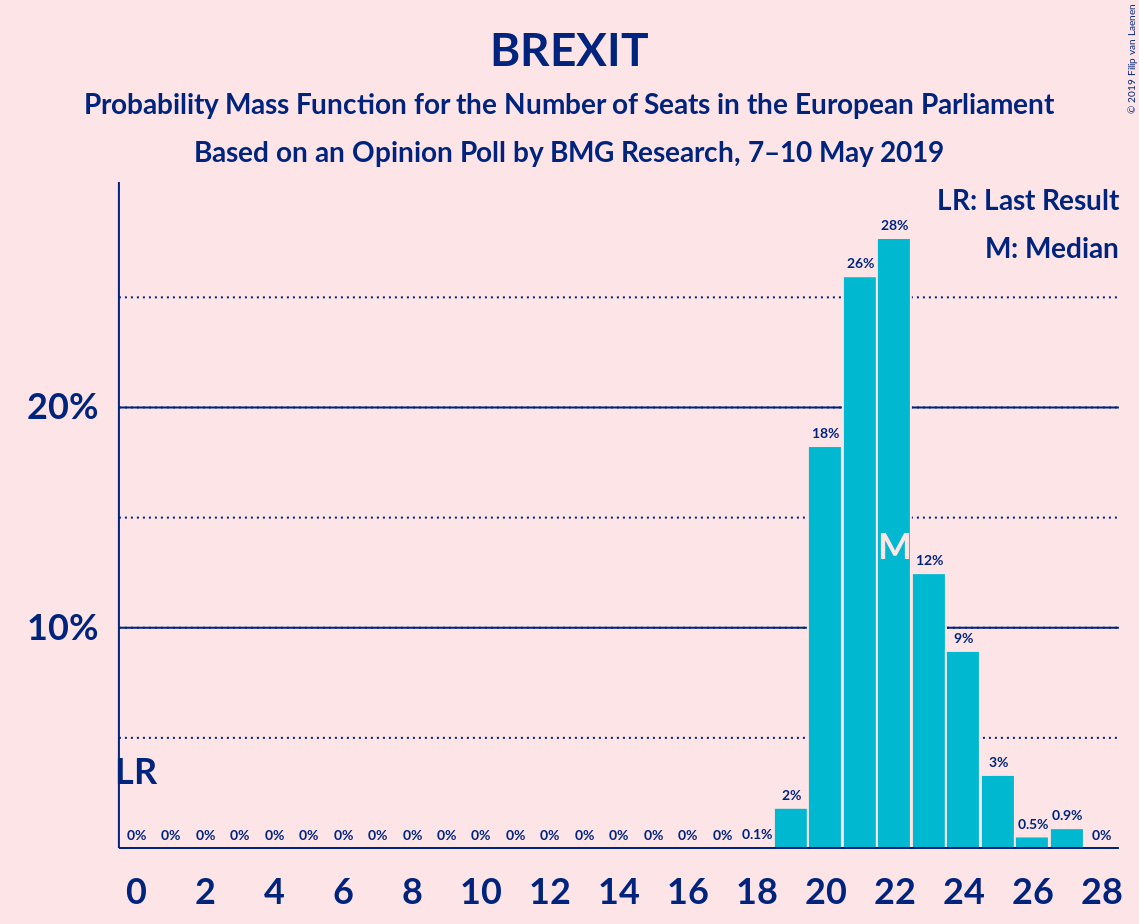 BREXIT
Probability Mass Function for the Number of Seats in the European Parliament
Based on an Opinion Poll by BMG Research, 7–10 May 2019
© 2019 Filip van Laenen
LR: Last Result
M: Median
28%
26%
20%
18%
M
12%
10%
9%
LR
3%
2%
0% 0% 0% 0% 0% 0% 0% 0% 0% 0% 0% 0% 0% 0% 0% 0% 0% 0% 0.1% 0.5% 0.9% 0%
0 2 4 6 8 10 12 14 16 18 20 22 24 26 28